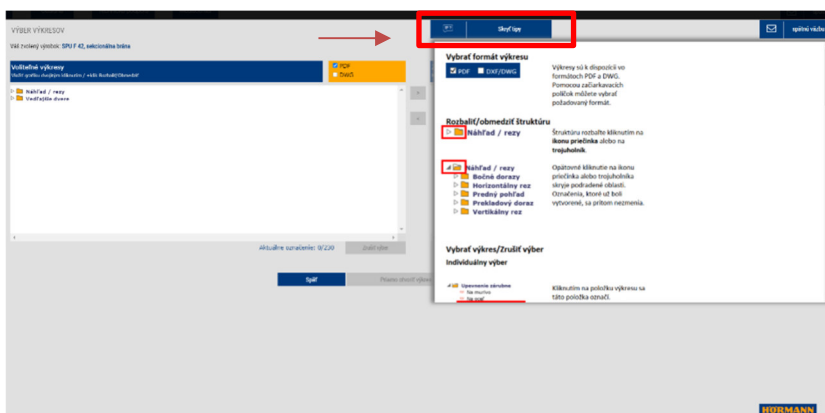 Skryť tipy
spätná väzba
VÝBER VÝKRESOV
Váš zvolený výrobok: SPU F 42, sekcionálna brána
Voliteľné výkresy
PDF
DWG
Náhľad / rezy
Vedľajšie dvere
Aktuálne označenie: 0/230
Späť
Vybrať formát výkresu
PDF DXF/DWG
Výkresy sú k dispozícii vo
formátoch PDF a DWG.
Pomocou začiarkavacích
políčok môžete vybrať
požadovaný formát.
Rozbaliť/obmedziť štruktúru
Náhľad / rezy
Štruktúru rozbaľte kliknutím na
ikonu priečinka alebo na
trojuholník.
Náhľad / rezy
Bočné dorazy
Horizontálny rez
Predný pohľad
Prekladový doraz
Vertikálny rez
Opätovné kliknutie na ikonu
priečinka alebo trojuholníka
skryje podradené oblasti.
Označenia, ktoré už boli
vytvorené, sa pritom nezmenia.
Vybrať výkres/Zrušiť výber
Individuálny výber
Upevnenie zárubne
Kliknutím na položku výkresu sa
táto položka označí.
HÖRMANN